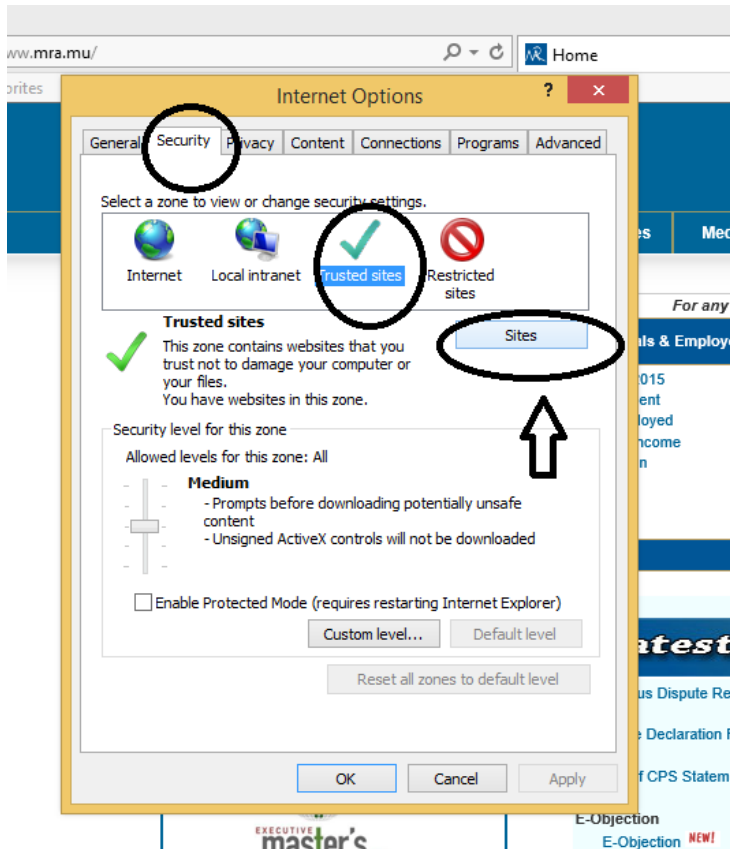 ww.mra.mu/
Home
orites
Internet Options
?
General Security Privacy Content Connections Programs Advanced
Select a zone to view or change security settings.
Internet
Local intranet
Trusted sites
Restricted
sites
Trusted sites
Sites
This zone contains websites that you
trust not to damage your computer or
your files.
You have websites in this zone.
Security level for this zone
Allowed levels for this zone: All
Medium
- Prompts before downloading potentially unsafe
content
- Unsigned ActiveX controls will not be downloaded
Enable Protected Mode (requires restarting Internet Explorer)
Custom level...
Default level
Reset all zones to default level
OK
Cancel
Apply
es
Med
For any
ls & Employe
2015
ent
loyed
ncome
n
atest
us Dispute Re
e Declaration F
f CPS Statem
E-Objection
E-Objection NEW!
EXECUTIVE
master's